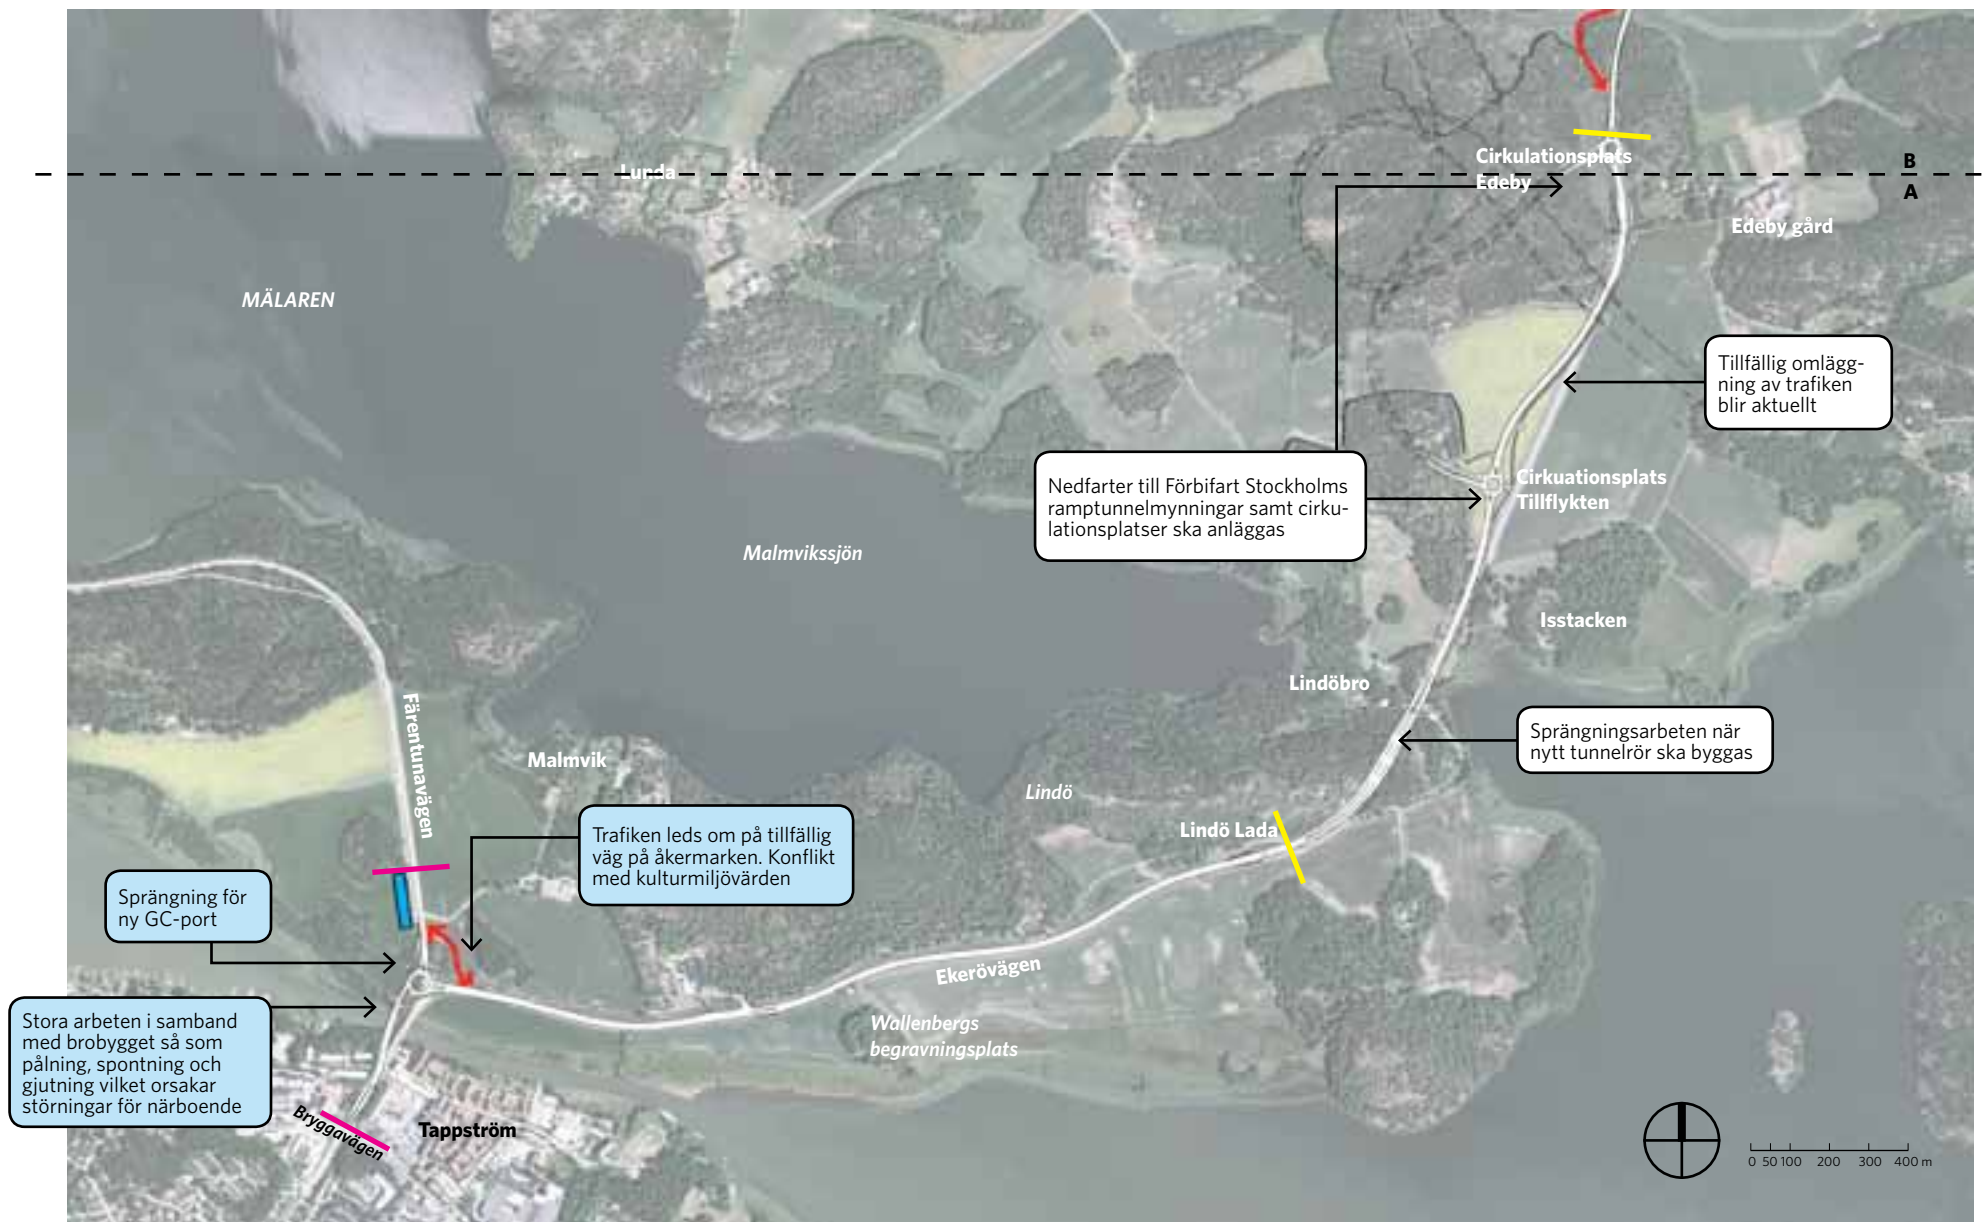 Lunda
Cirkulationsplats
Edeby
B
A
Edeby gård
MÄLAREN
Tillfällig omlägg-
ning av trafiken
blir aktuellt
Nedfarter till Förbifart Stockholms
ramptunnelmynningar samt cirku-
lationsplatser ska anläggas
Cirkuationsplats
Tillflykten
Malmvikssjön
Isstacken
Lindöbro
Färentunavägen
Sprängningsarbeten när
nytt tunnelrör ska byggas
Malmvik
Lindö
Lindö Lada
Trafiken leds om på tillfällig
väg på åkermarken. Konflikt
med kulturmiljövärden
Sprängning för
ny GC-port
Ekerövägen
Stora arbeten i samband
med brobygget så som
pålning, spontning och
gjutning vilket orsakar
störningar för närboende
Wallenbergs
begravningsplats
Bryggavägen
Tappström
0 50 100 200 300 400 m